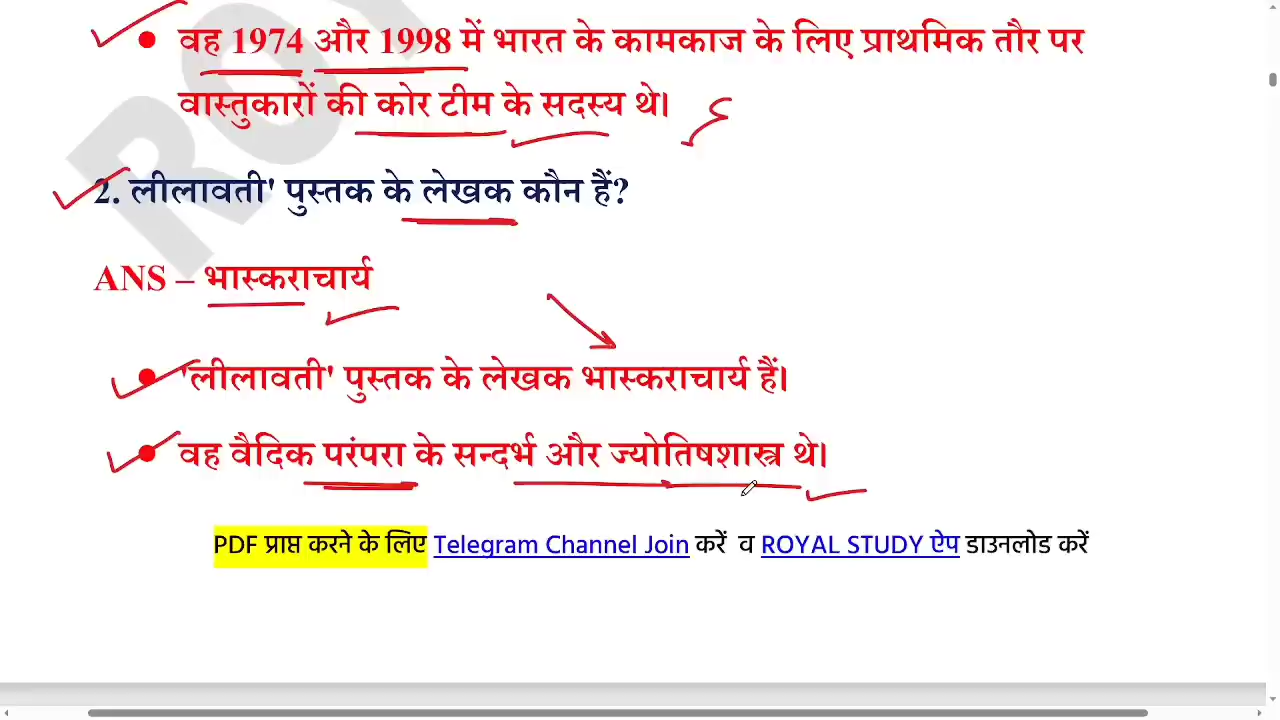 वह 1974 और 1998 में भारत के कामकाज के लिए प्राथमिक तौर पर
वास्तुकारों की कोर टीम के सदस्य थे।
2. लीलावती' पुस्तक के लेखक कौन हैं?
ANS – भास्कराचार्य
'लीलावती' पुस्तक के लेखक भास्कराचार्य हैं।
वह वैदिक परंपरा के सन्दर्भ और ज्योतिषशास्त्र थे।
PDF प्राप्त करने के लिए Telegram Channel Join करें व ROYAL STUDY ऐप डाउनलोड करें